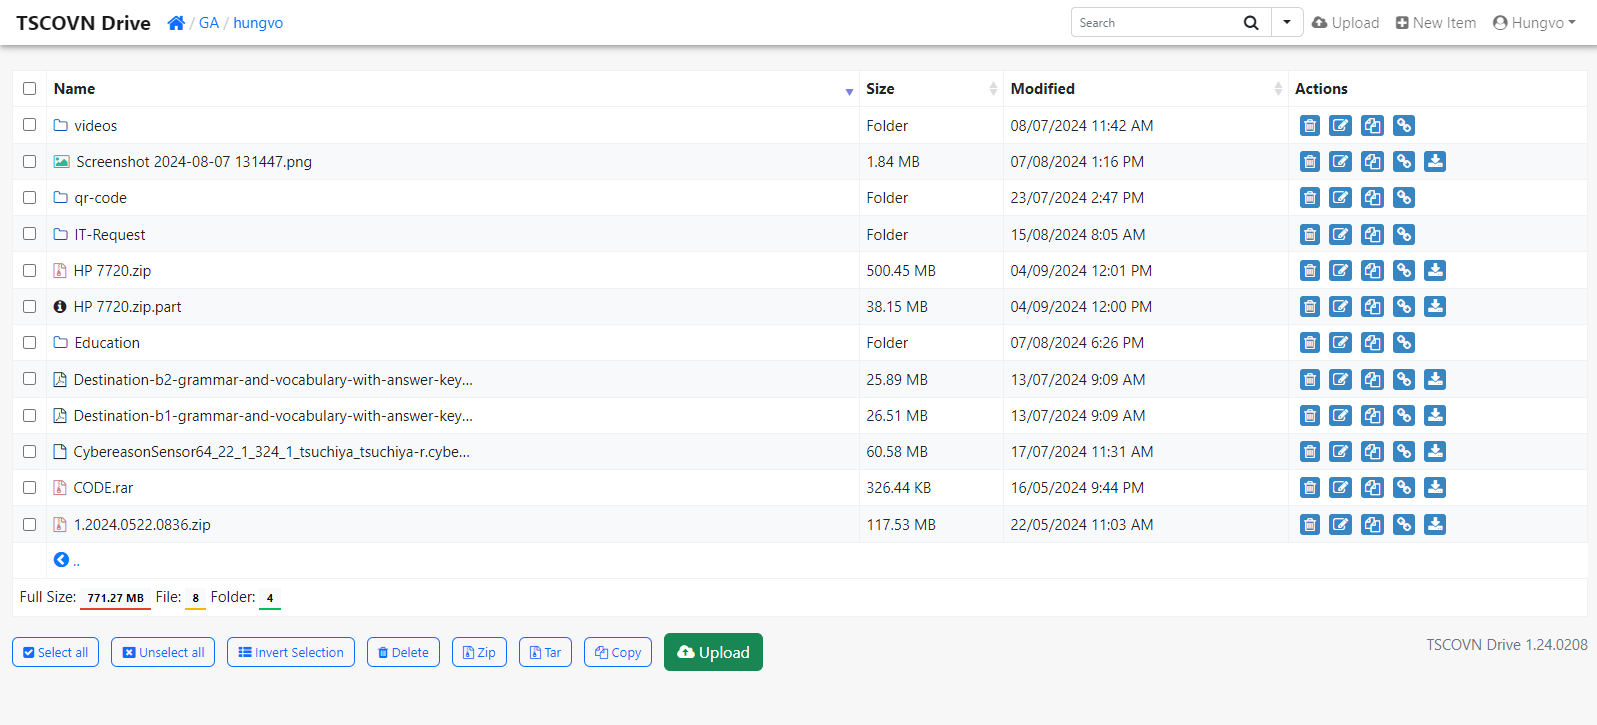 TSCOVN Drive / GA / hungvo Search Upload New Item Hungvo
Name Size Modified Actions
videos Folder 08/07/2024 11:42 AM
Screenshot 2024-08-07 131447.png 1.84 MB 07/08/2024 1:16 PM
qr-code Folder 23/07/2024 2:47 PM
IT-Request Folder 15/08/2024 8:05 AM
HP 7720.zip 500.45 MB 04/09/2024 12:01 PM
HP 7720.zip.part 38.15 MB 04/09/2024 12:00 PM
Education Folder 07/08/2024 6:26 PM
Destination-b2-grammar-and-vocabulary-with-answer-key... 25.89 MB 13/07/2024 9:09 AM
Destination-b1-grammar-and-vocabulary-with-answer-key... 26.51 MB 13/07/2024 9:09 AM
CybereasonSensor64_22_1_324_1_tsuchiya_tsuchiya-r.cybe... 60.58 MB 17/07/2024 11:31 AM
CODE.rar 326.44 KB 16/05/2024 9:44 PM
1.2024.0522.0836.zip 117.53 MB 22/05/2024 11:03 AM
..
Full Size: 771.27 MB File: 8 Folder: 4
Select all Unselect all Invert Selection Delete Zip Tar Copy Upload TSCOVN Drive 1.24.0208